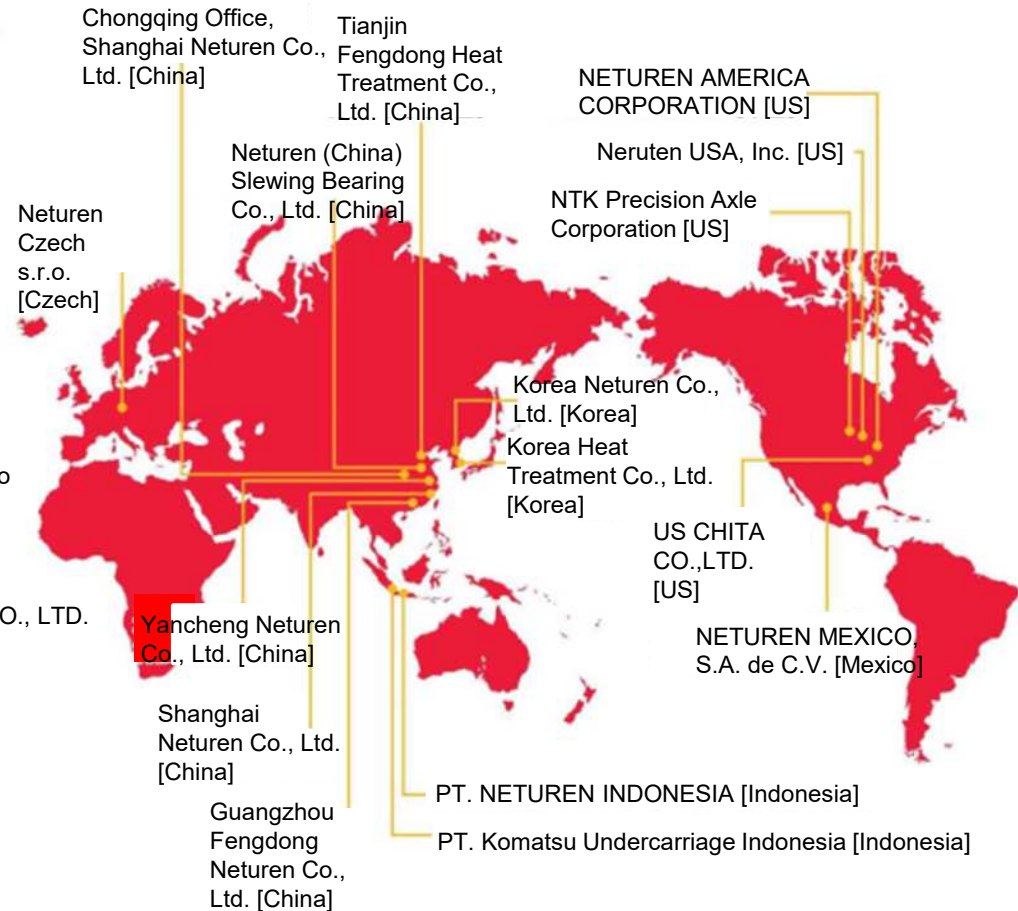 Chongqing Office,
Shanghai Neturen Co.,
Ltd. [China]
Tianjin
Fengdong Heat
Treatment Co.,
Ltd. [China]
NETUREN AMERICA
CORPORATION [US]
Neruten USA, Inc. [US]
Neturen (China)
Slewing Bearing
Co., Ltd. [China]
NTK Precision Axle
Corporation [US]
Neturen
Czech
s.r.o.
[Czech]
Korea Neturen Co.,
Ltd. [Korea]
Korea Heat
Treatment Co., Ltd.
[Korea]
o
US CHITA
CO.,LTD.
[US]
O., LTD.
Yancheng Neturen
Co., Ltd. [China]
NETUREN MEXICO,
S.A. de C.V. [Mexico]
Shanghai
Neturen Co., Ltd.
[China]
PT. NETUREN INDONESIA [Indonesia]
Guangzhou
Fengdong
Neturen Co.,
Ltd. [China]
PT. Komatsu Undercarriage Indonesia [Indonesia]